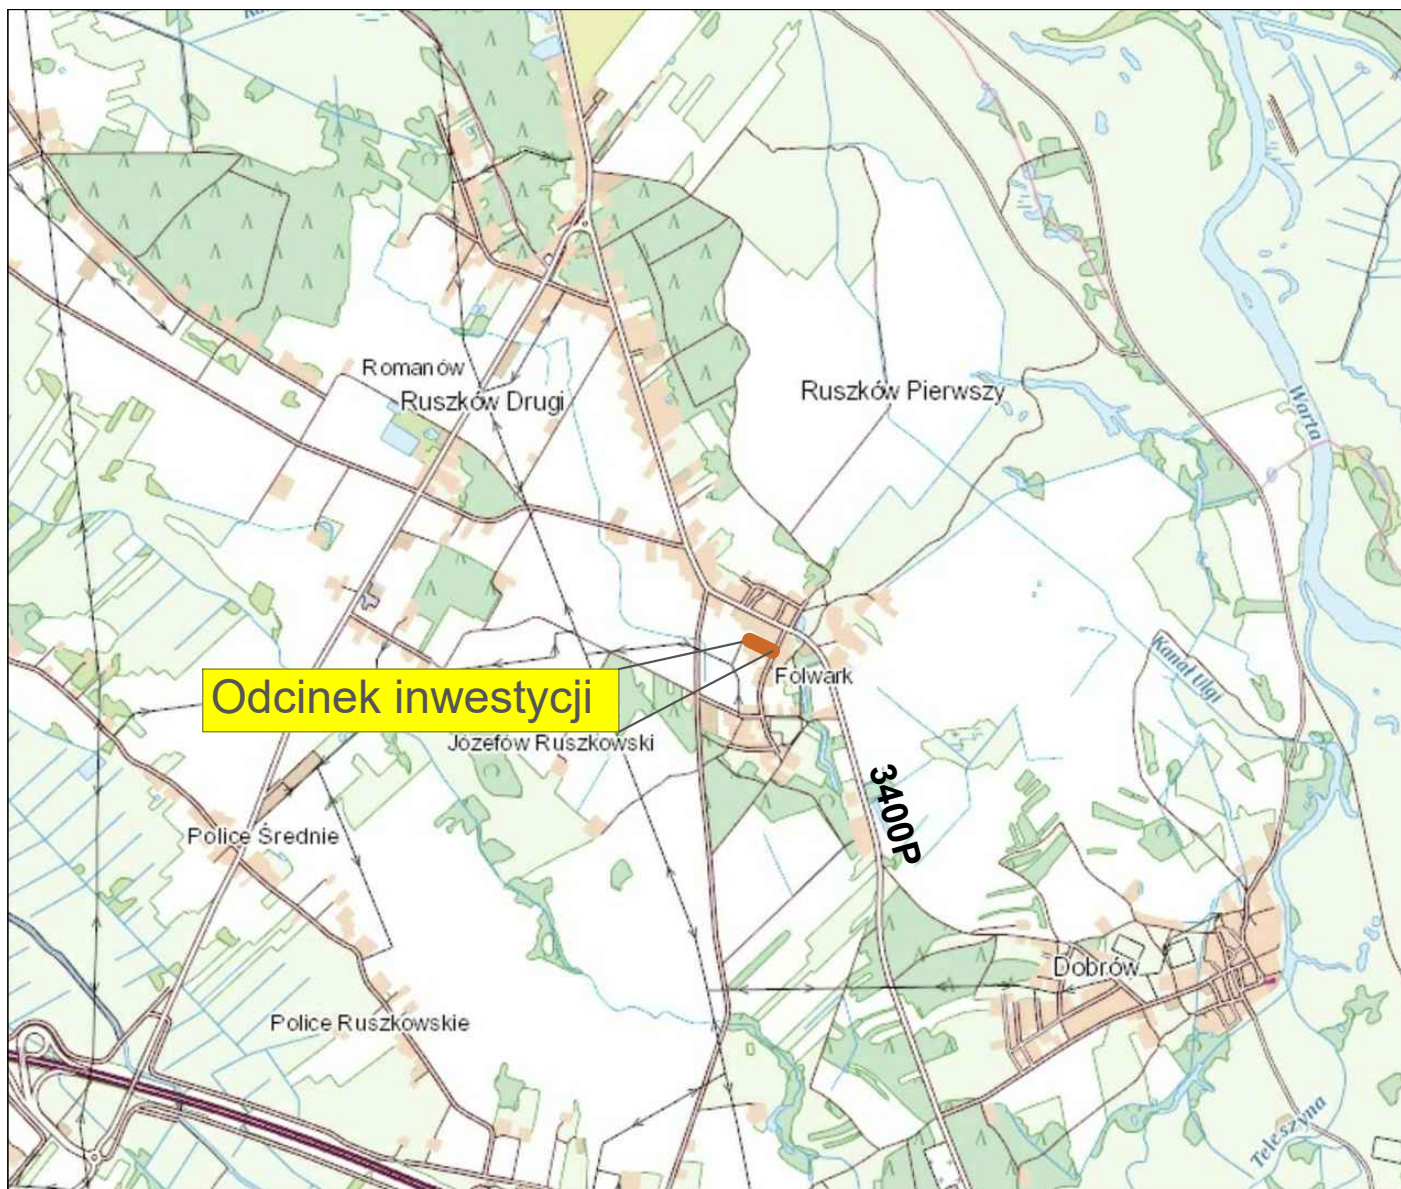 Romanów
Ruszków Drugi
Ruszków Pierwszy
Warta
Kanał Ulgi
Folwark
Odcinek inwestycji
Józefów Ruszkowski
3400P
Police Średnie
Dobrów
Police Ruszkowskie
Teleszyna